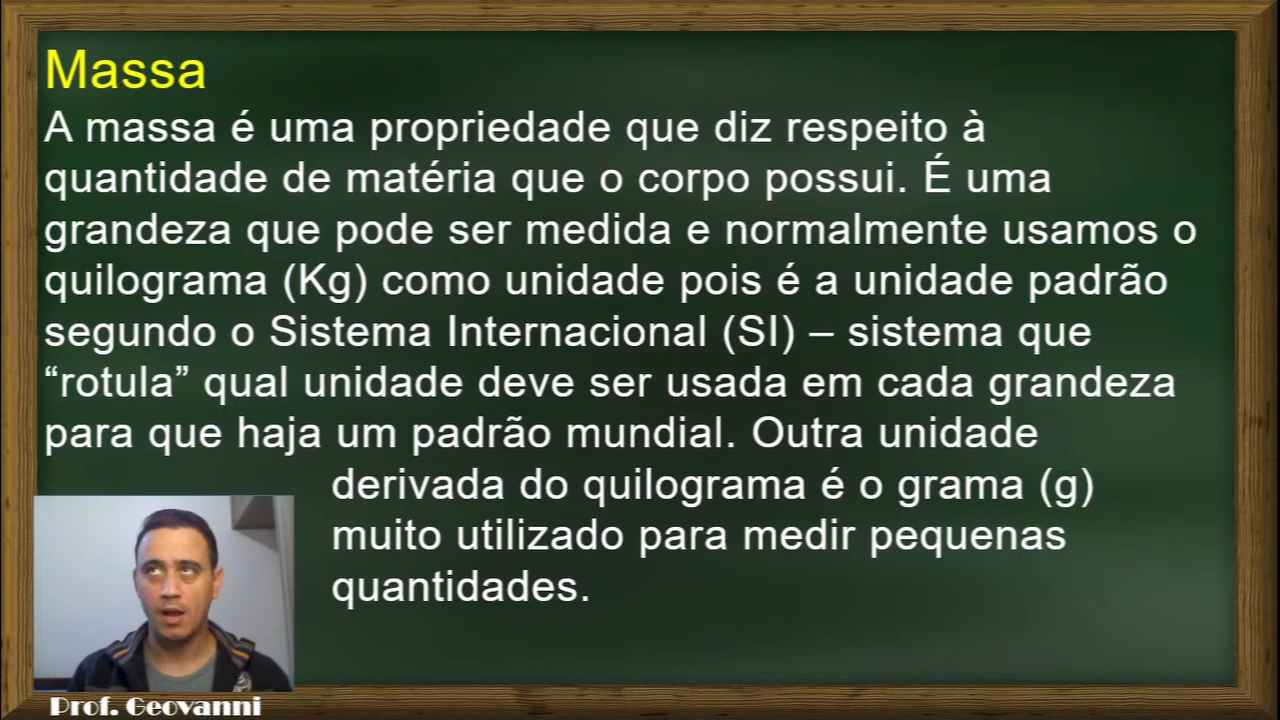 Massa
A massa é uma propriedade que diz respeito à
quantidade de matéria que o corpo possui. É uma
grandeza que pode ser medida e normalmente usamos o
quilograma (Kg) como unidade pois é a unidade padrão
segundo o Sistema Internacional (SI) – sistema que
“rotula” qual unidade deve ser usada em cada grandeza
para que haja um padrão mundial. Outra unidade
derivada do quilograma é o grama (g)
muito utilizado para medir pequenas
quantidades.
Prof. Geovanni